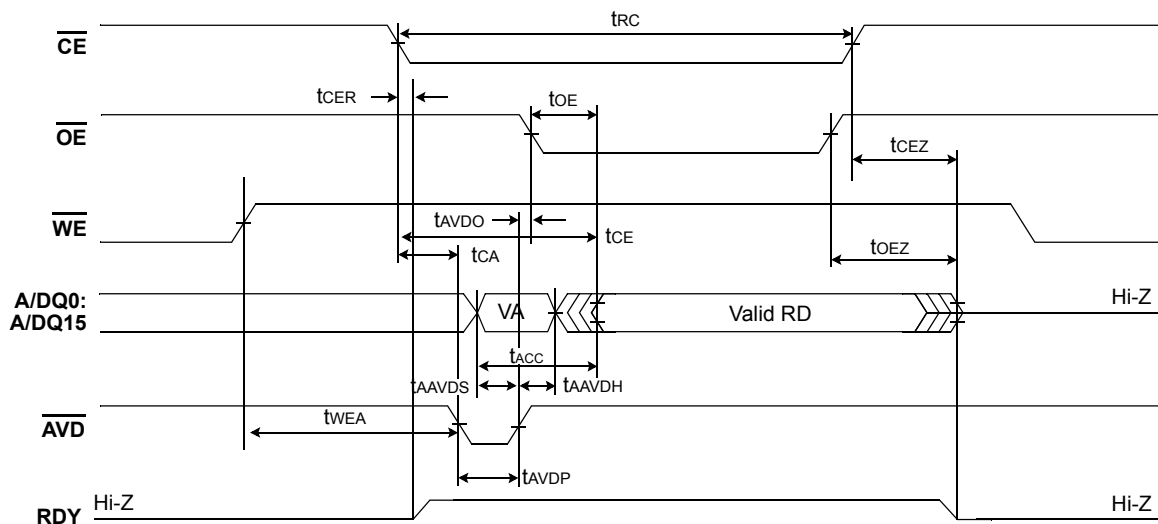 tRC
CE
tCER
tOE
OE
tCEZ
WE
tAVDO
tCE
tCA
tOEZ
A/DQ0:
A/DQ15
VA
Valid RD
Hi-Z
tACC
tAAVDS
tAAVDH
AVD
tWEA
tAVDP
Hi-Z
RDY
Hi-Z